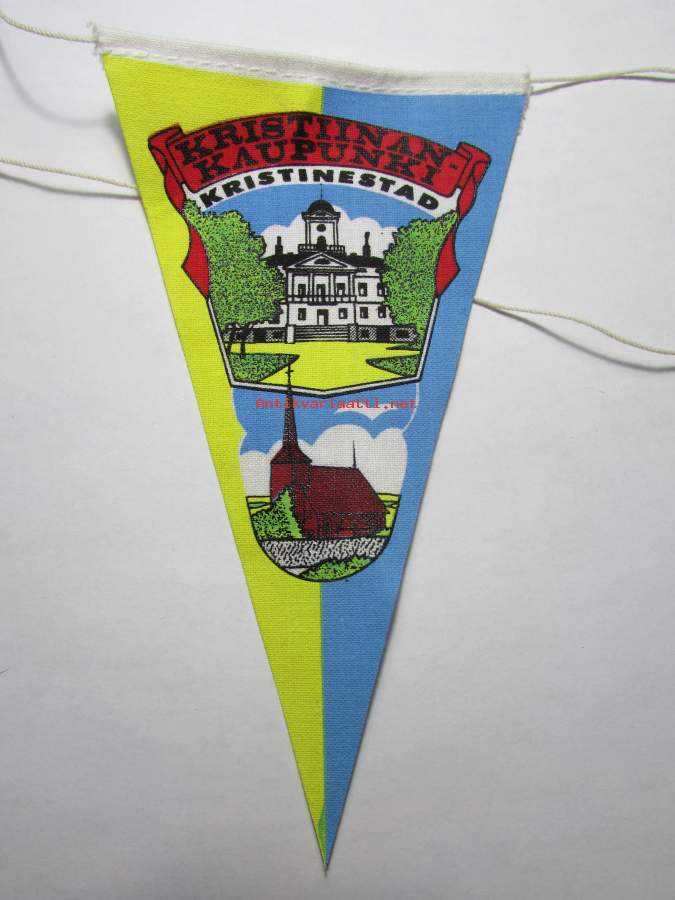 KRISTIINAN-
KAUPUNKI
KRISTINESTAD
Antikvariaatti.net